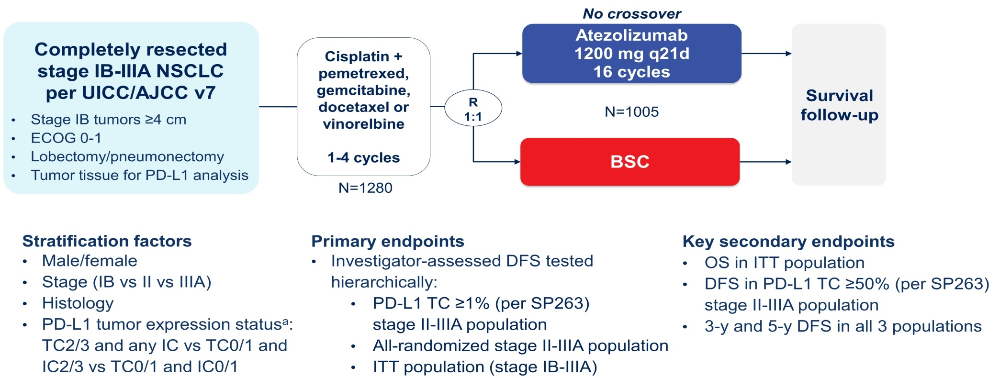 Completely resected
stage IB-IIIA NSCLC
per UICC/AJCC v7
• Stage IB tumors ≥4 cm
• ECOG 0-1
• Lobectomy/pneumonectomy
• Tumor tissue for PD-L1 analysis
Cisplatin +
pemetrexed,
gemcitabine,
docetaxel or
vinorelbine
1-4 cycles
N=1280
R
1:1
No crossover
Atezolizumab
1200 mg q21d
16 cycles
N=1005
BSC
Survival
follow-up
Stratification factors
• Male/female
• Stage (IB vs II vs IIIA)
• Histology
• PD-L1 tumor expression statusᵃ:
TC2/3 and any IC vs TC0/1 and
IC2/3 vs TC0/1 and IC0/1
Primary endpoints
• Investigator-assessed DFS tested
hierarchically:
• PD-L1 TC ≥1% (per SP263)
stage II-IIIA population
• All-randomized stage II-IIIA population
• ITT population (stage IB-IIIA)
Key secondary endpoints
• OS in ITT population
• DFS in PD-L1 TC ≥50% (per SP263)
stage II-IIIA population
• 3-y and 5-y DFS in all 3 populations